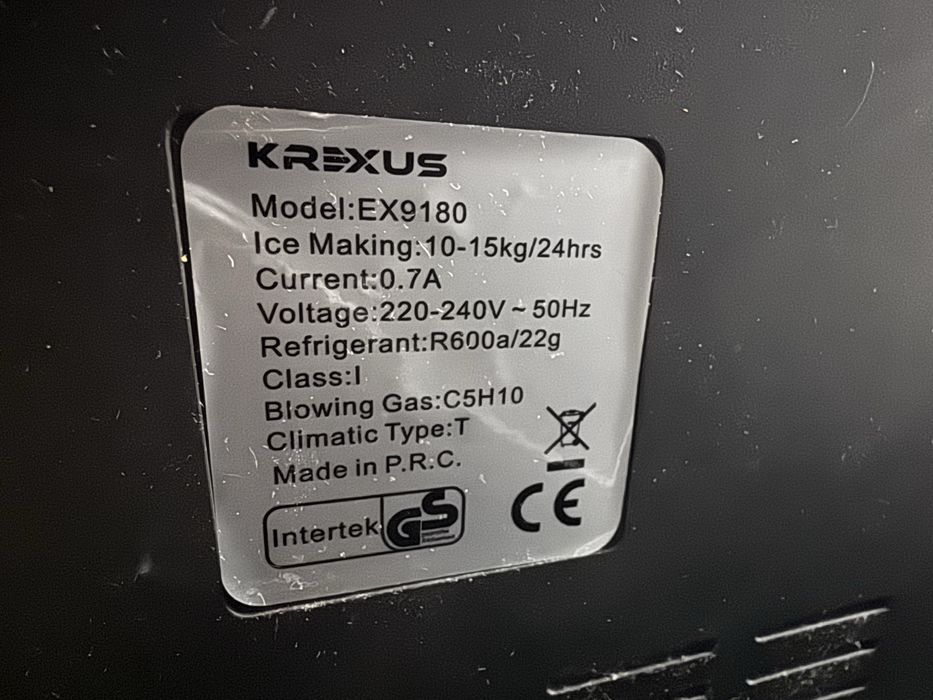 KREXUS
Model:EX9180
Ice Making:10-15kg/24hrs
Current:0.7A
Voltage:220-240V ~ 50Hz
Refrigerant:R600a/22g
Class:I
Blowing Gas:C5H10
Climatic Type:T
Made in P.R.C.
Intertek GS
CE